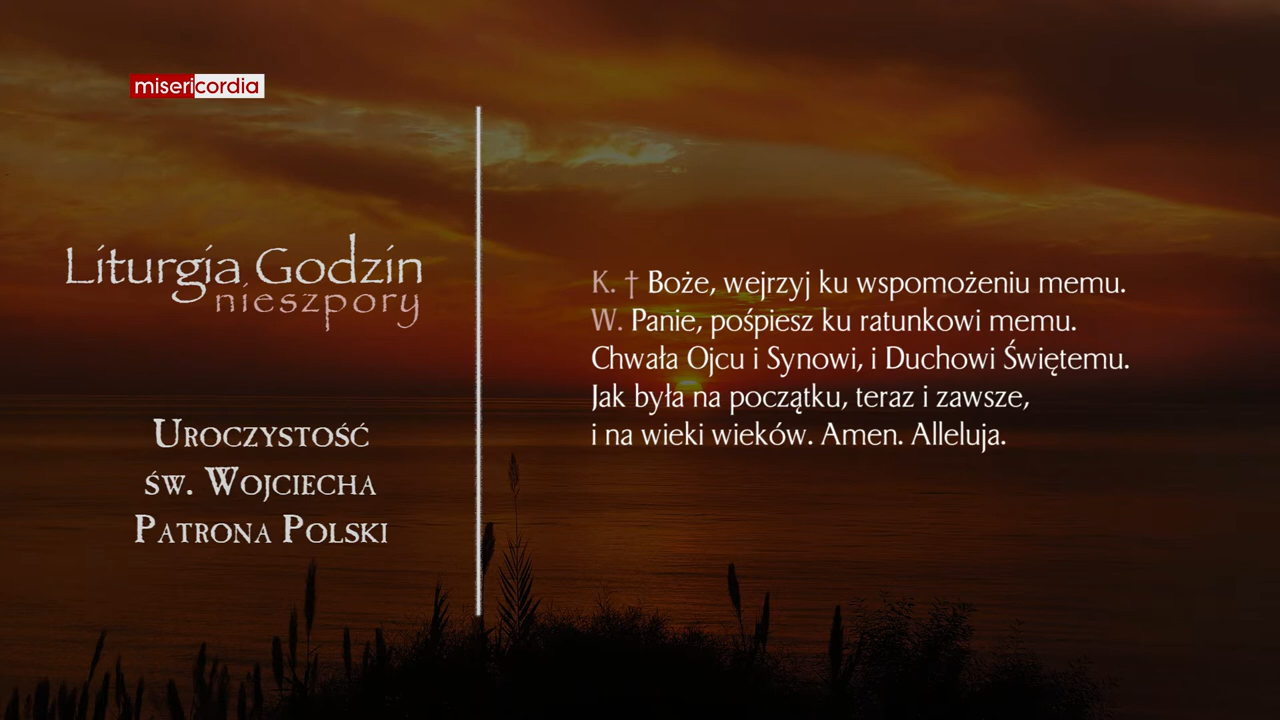 misericordia
Liturgia Godzin
nieszpory
Uroczystość
św. Wojciecha
Patrona Polski
K. † Boże, wejrzyj ku wspomożeniu memu.
W. Panie, pośpiesz ku ratunkowi memu.
Chwała Ojcu i Synowi, i Duchowi Świętemu.
Jak była na początku, teraz i zawsze,
i na wieki wieków. Amen. Alleluja.